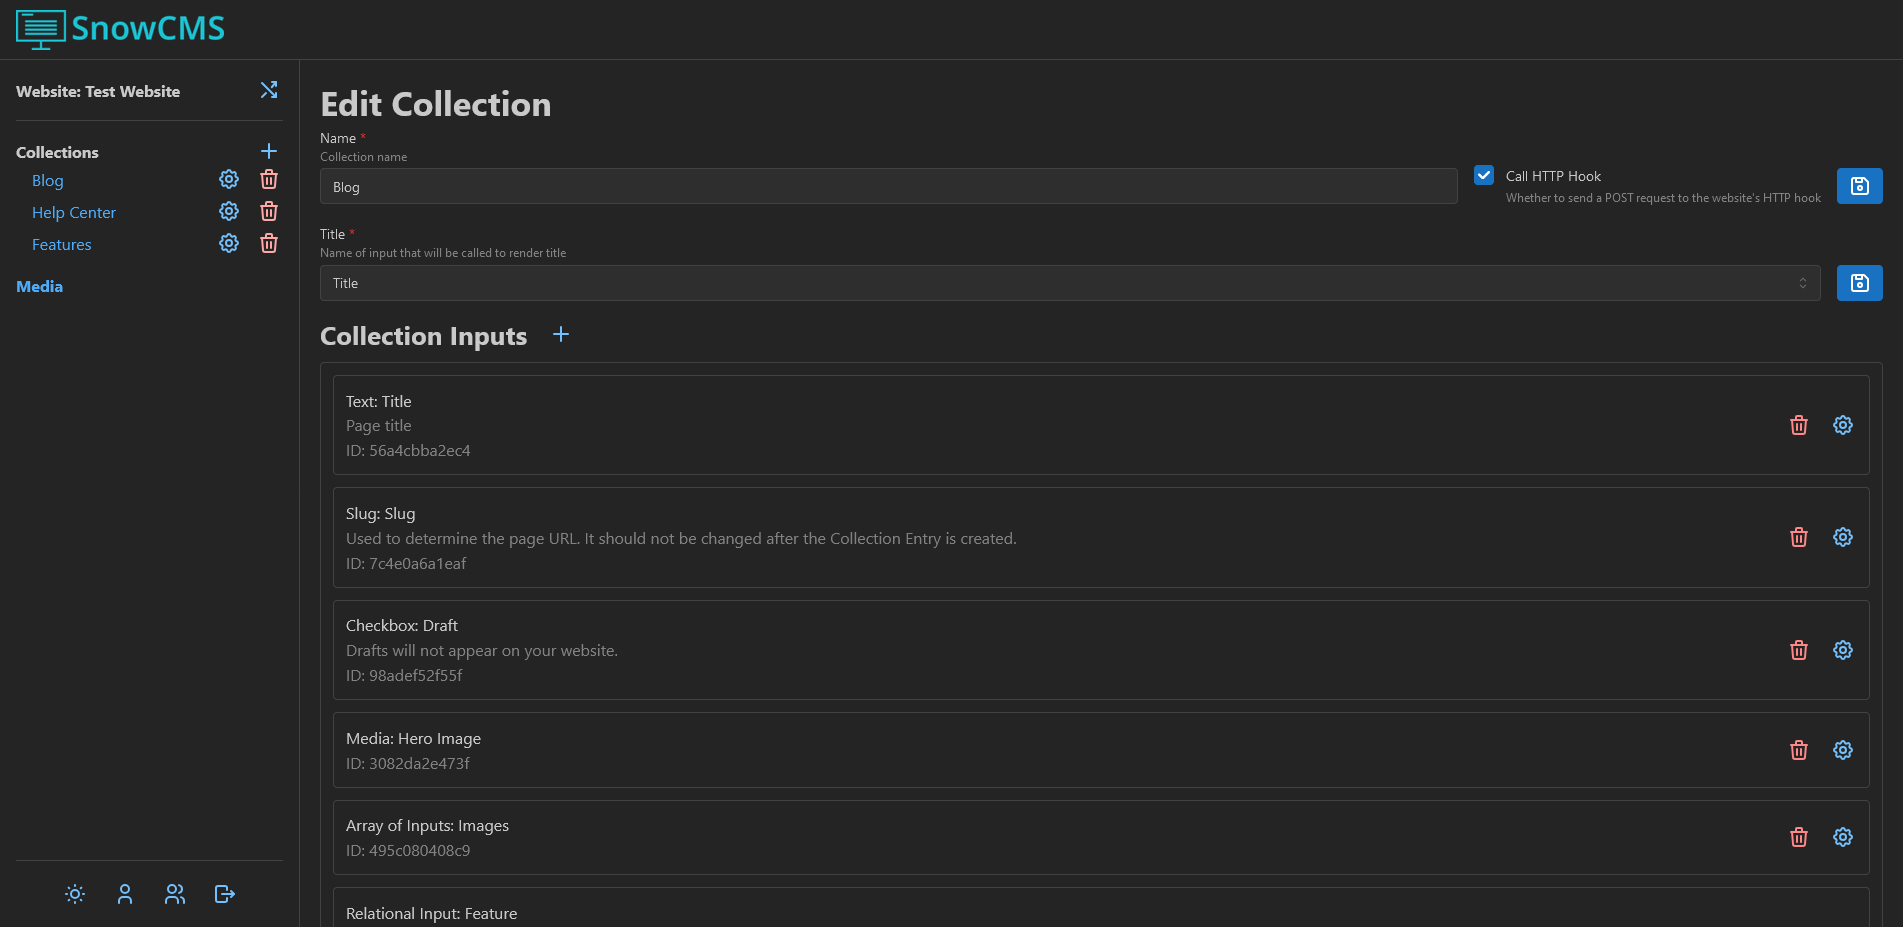 SnowCMS
Website: Test Website
Collections
Blog
Help Center
Features
Media
Edit Collection
Name *
Collection name
Blog
Call HTTP Hook
Whether to send a POST request to the website's HTTP hook
Title *
Name of input that will be called to render title
Title
Collection Inputs
Text: Title
Page title
ID: 56a4cbba2ec4
Slug: Slug
Used to determine the page URL. It should not be changed after the Collection Entry is created.
ID: 7c4e0a6a1eaf
Checkbox: Draft
Drafts will not appear on your website.
ID: 98adef52f55f
Media: Hero Image
ID: 3082da2e473f
Array of Inputs: Images
ID: 495c080408c9
Relational Input: Feature